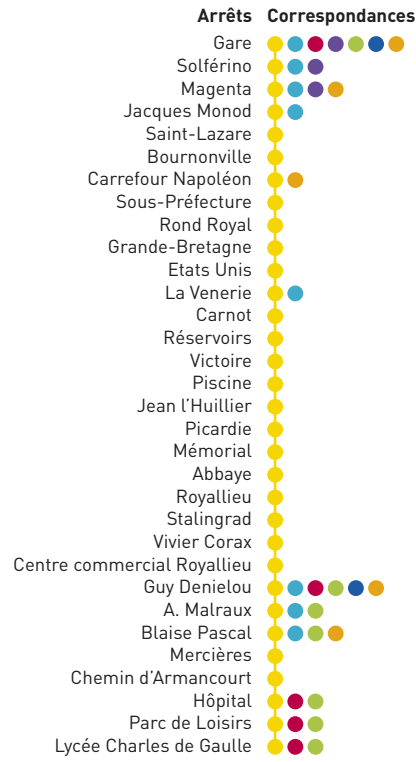 Arrêts Correspondances
Gare
Solférino
Magenta
Jacques Monod
Saint-Lazare
Bournonville
Carrefour Napoléon
Sous-Préfecture
Rond Royal
Grande-Bretagne
Etats Unis
La Venerie
Carnot
Réservoirs
Victoire
Piscine
Jean l'Huillier
Picardie
Mémorial
Abbaye
Royallieu
Stalingrad
Vivier Corax
Centre commercial Royallieu
Guy Denielou
A. Malraux
Blaise Pascal
Mercières
Chemin d'Armancourt
Hôpital
Parc de Loisirs
Lycée Charles de Gaulle